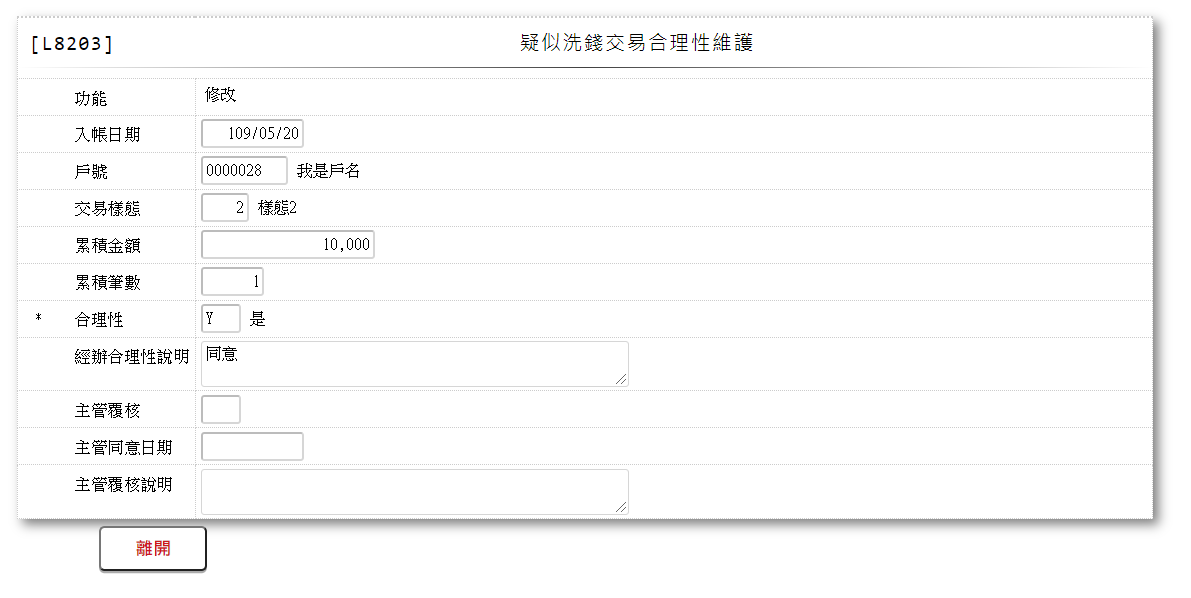 [L8203] 疑似洗錢交易合理性維護
功能 修改
入帳日期 109/05/20
戶號 0000028 我是戶名
交易樣態 2 樣態2
累積金額 10,000
累積筆數 1
* 合理性 Y 是
經辦合理性說明 同意
主管覆核
主管同意日期
主管覆核說明
離開